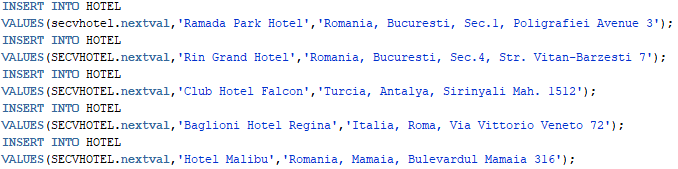 INSERT INTO HOTEL
VALUES(secvhotel.nextval,'Ramada Park Hotel','Romania, Bucuresti, Sec.1, Poligrafiei Avenue 3');
INSERT INTO HOTEL
VALUES(SECVHOTEL.nextval,'Rin Grand Hotel','Romania, Bucuresti, Sec.4, Str. Vitan-Barzesti 7');
INSERT INTO HOTEL
VALUES(SECVHOTEL.nextval,'Club Hotel Falcon','Turcia, Antalya, Sirinyali Mah. 1512');
INSERT INTO HOTEL
VALUES(SECVHOTEL.nextval,'Baglioni Hotel Regina','Italia, Roma, Via Vittorio Veneto 72');
INSERT INTO HOTEL
VALUES(SECVHOTEL.nextval,'Hotel Malibu','Romania, Mamaia, Bulevardul Mamaia 316');